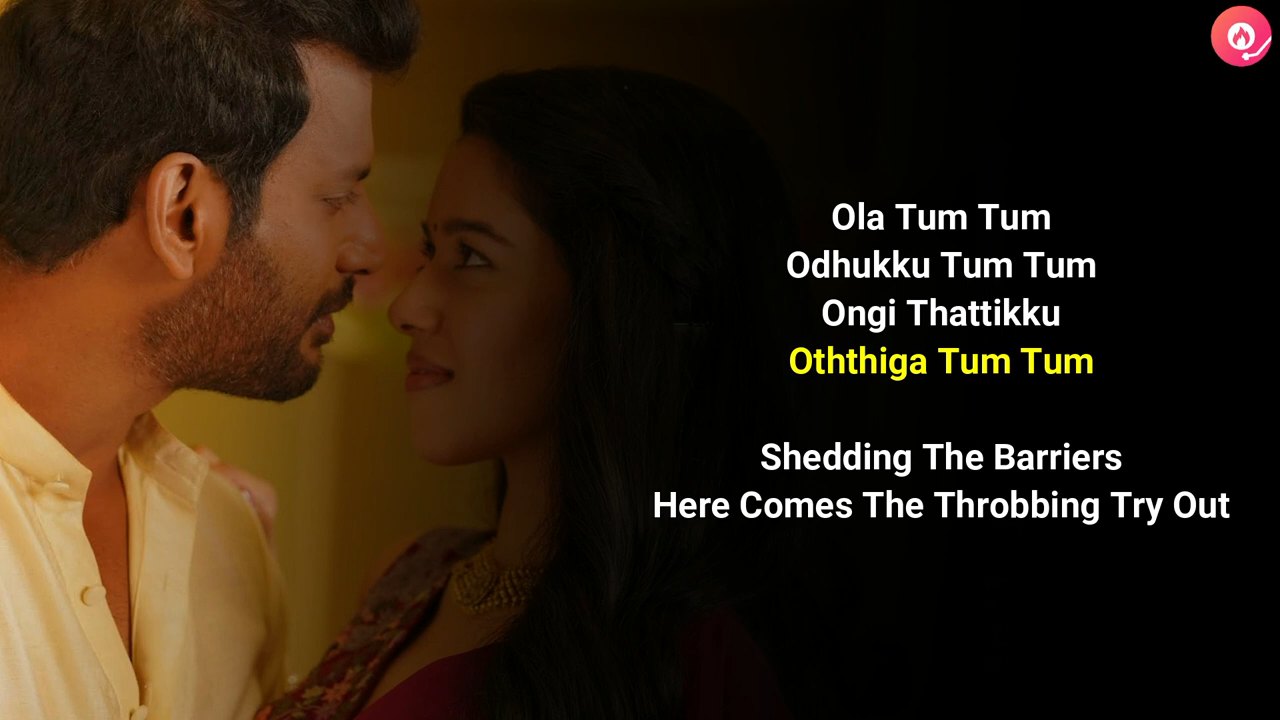 Ola Tum Tum
Odhukku Tum Tum
Ongi Thattikku
Oththiga Tum Tum
Shedding The Barriers
Here Comes The Throbbing Try Out